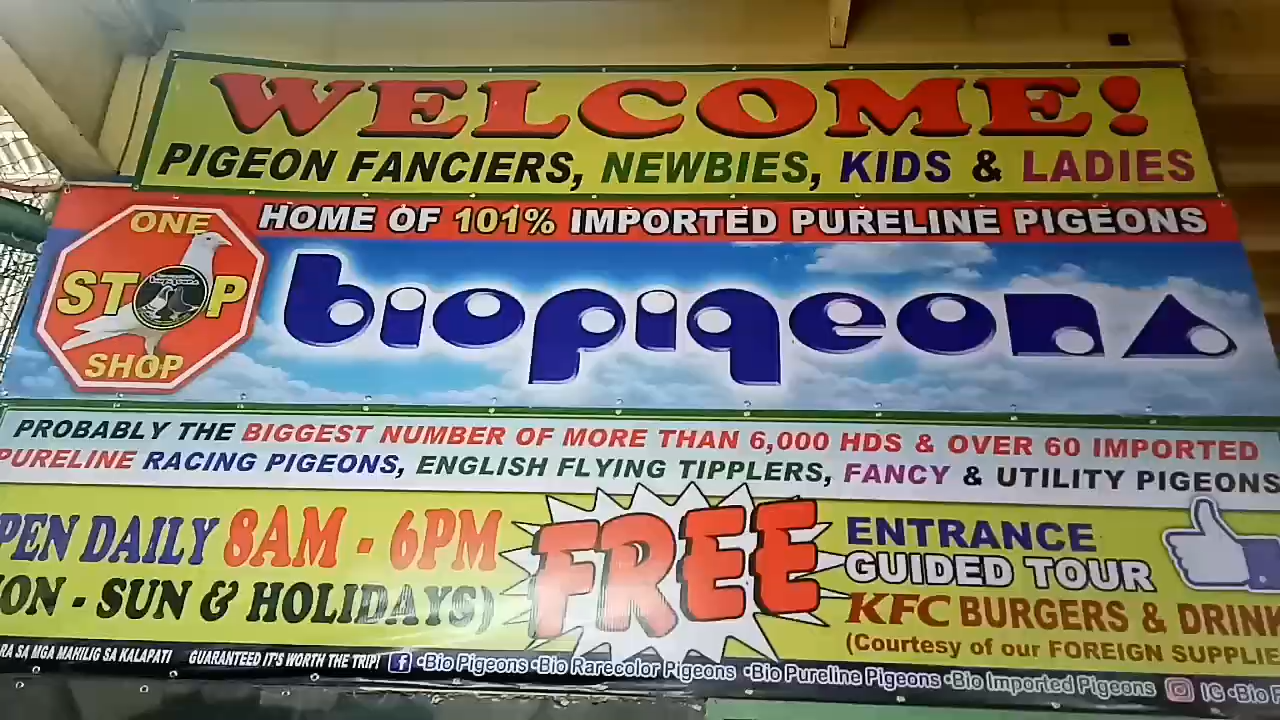 WELCOME!
PIGEON FANCIERS, NEWBIES, KIDS & LADIES
HOME OF 101% IMPORTED PURELINE PIGEONS
ONE
STOP
SHOP
biopigeons
PROBABLY THE BIGGEST NUMBER OF MORE THAN 6,000 HDS & OVER 60 IMPORTED
PURELINE RACING PIGEONS, ENGLISH FLYING TIPPLERS, FANCY & UTILITY PIGEONS
PEN DAILY 8AM - 6PM
ON - SUN & HOLIDAYS)
FREE
ENTRANCE
GUIDED TOUR
KFC BURGERS & DRINK
(Courtesy of our FOREIGN SUPPLIE
RA SA MGA MAHILIG SA KALAPATI GUARANTEED IT'S WORTH THE TRIP! f •Bio Pigeons •Bio Rarecolor Pigeons •Bio Pureline Pigeons •Bio Imported Pigeons IG •Bio